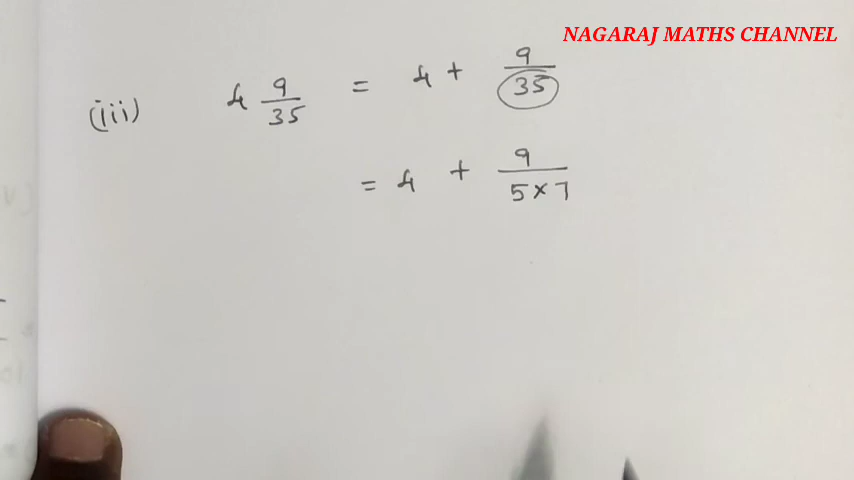 NAGARAJ MATHS CHANNEL
(iii) 4 9/35 = 4 + 9/35
= 4 + 9/5×7